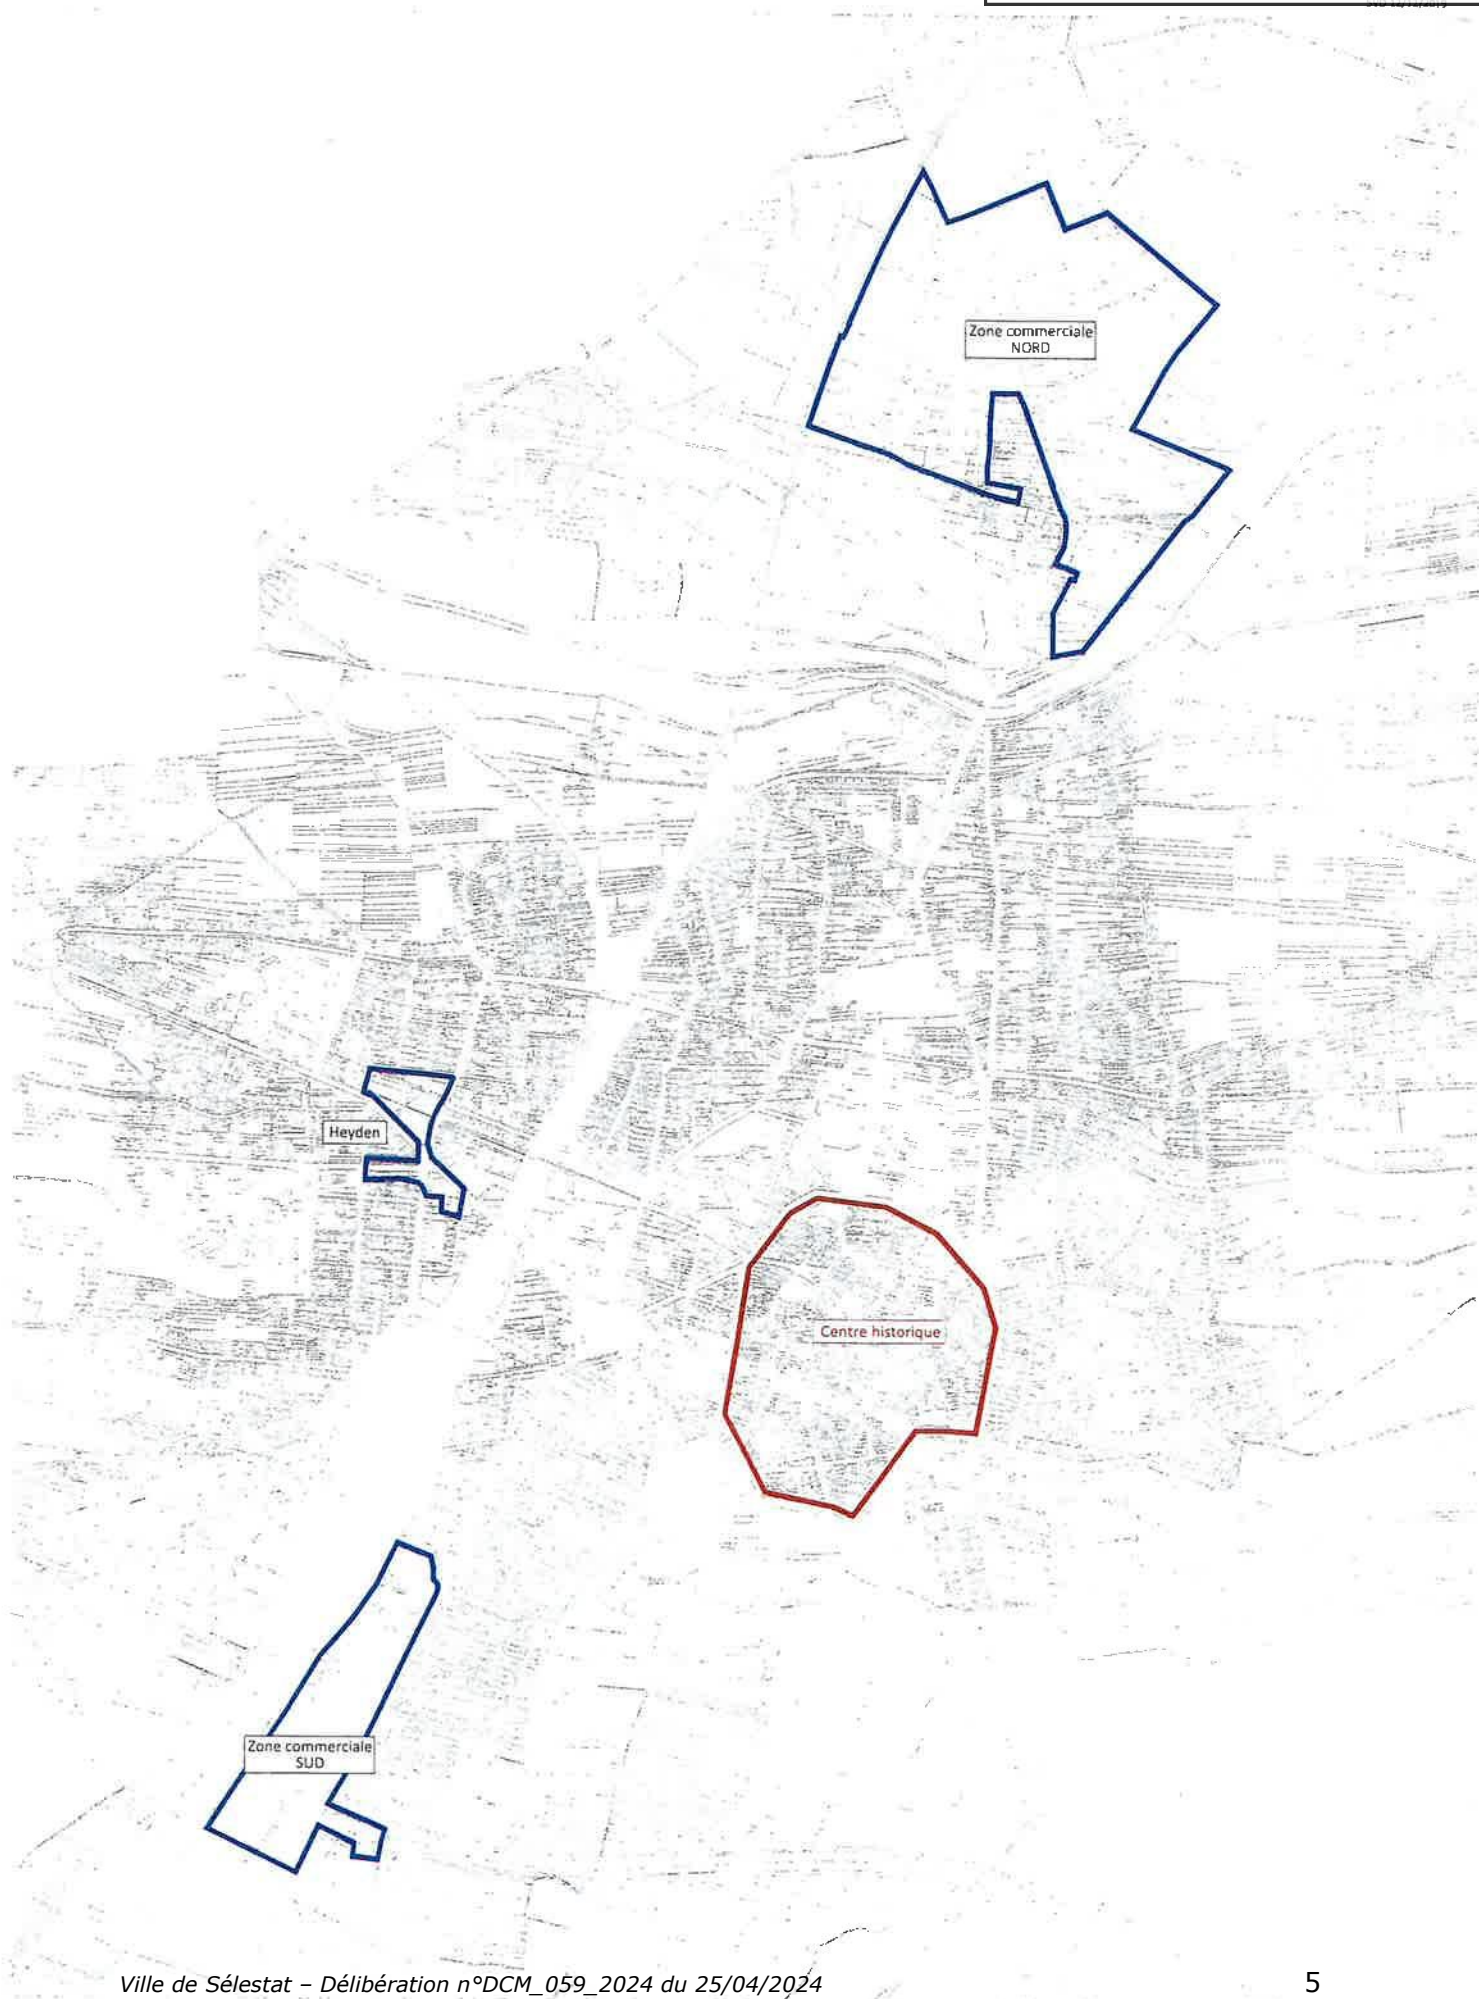 Zone commerciale
NORD
Heyden
Centre historique
Zone commerciale
SUD
Ville de Sélestat – Délibération n°DCM_059_2024 du 25/04/2024
5